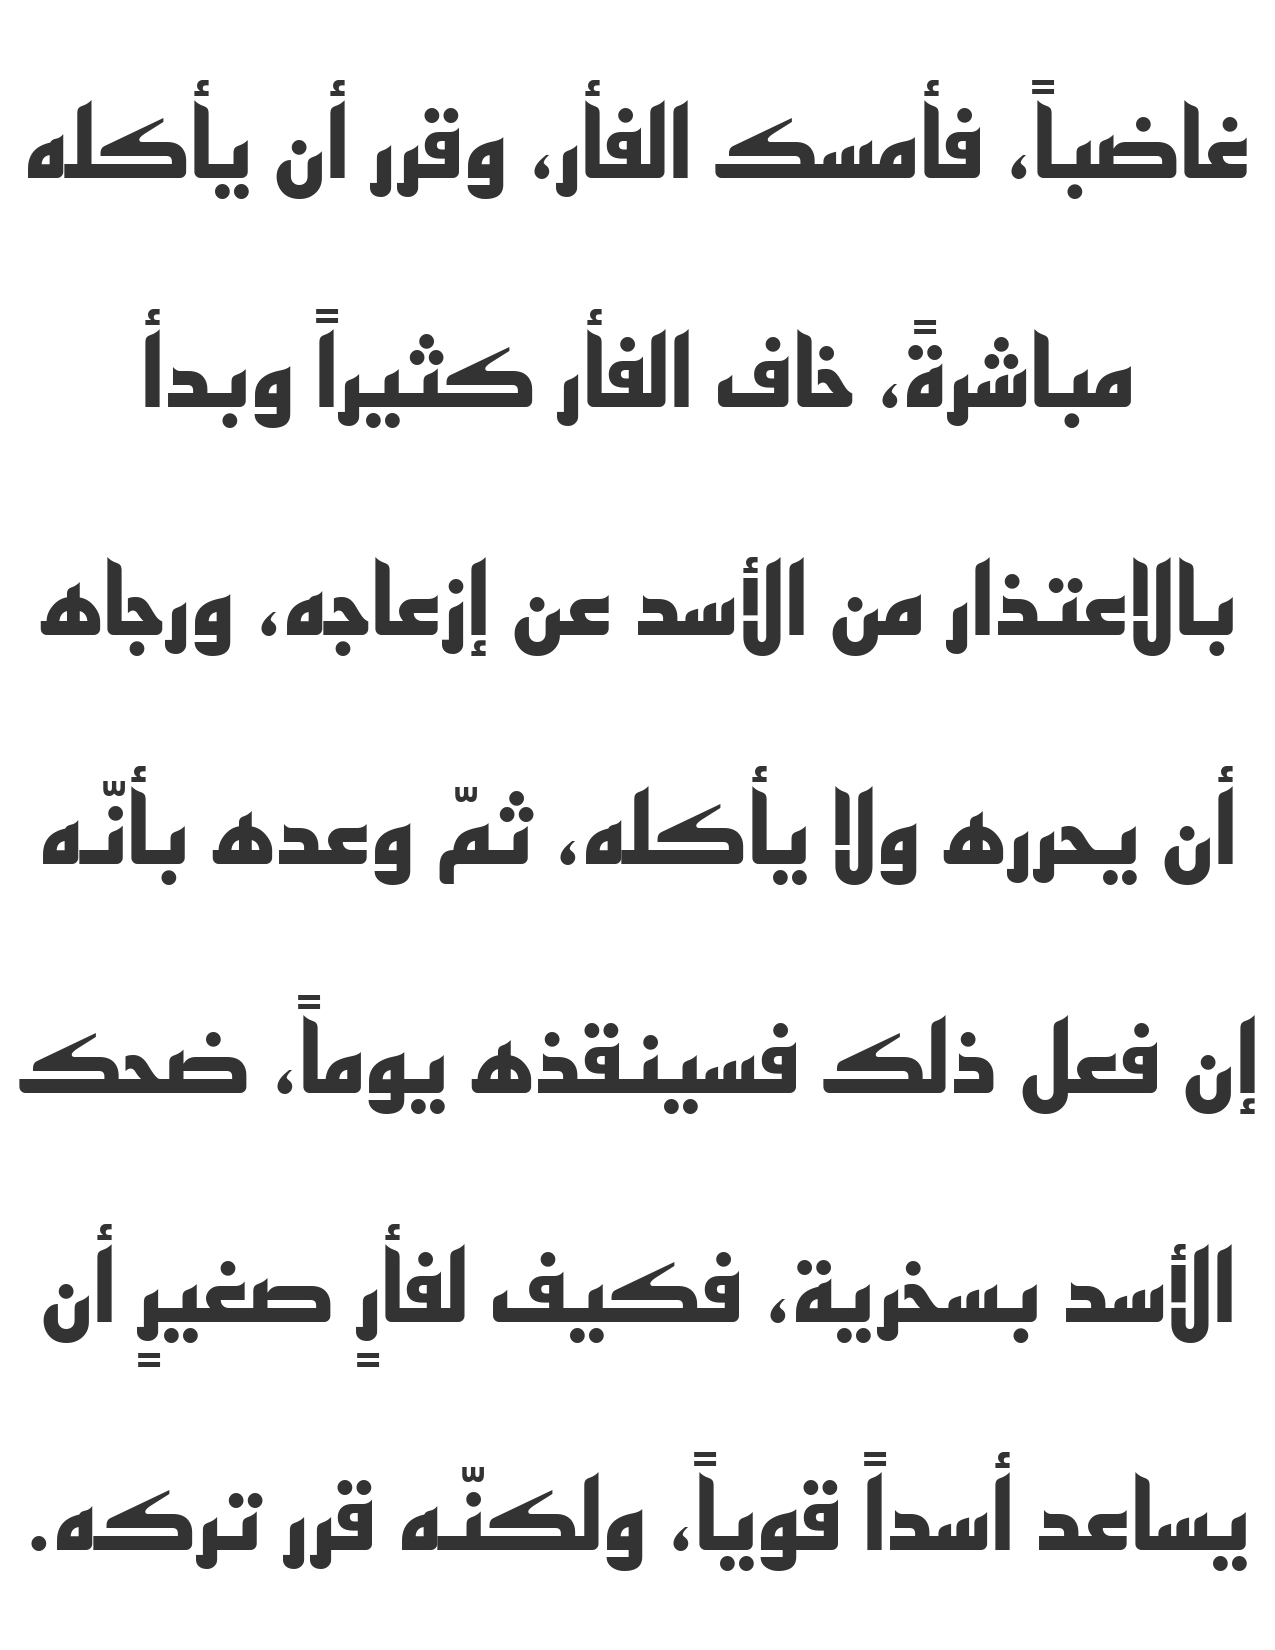 غاضباً، فأمسك الفأر، وقرر أن يأكله
مباشرةً، خاف الفأر كثيراً وبدأ
بالاعتذار من الأسد عن إزعاجه، ورجاه
أن يحرره ولا يأكله، ثمّ وعده بأنّه
إن فعل ذلك فسينقذه يوماً، ضحك
الأسد بسخرية، فكيف لفأرٍ صغيرٍ أن
يساعد أسداً قوياً، ولكنّه قرر تركه.